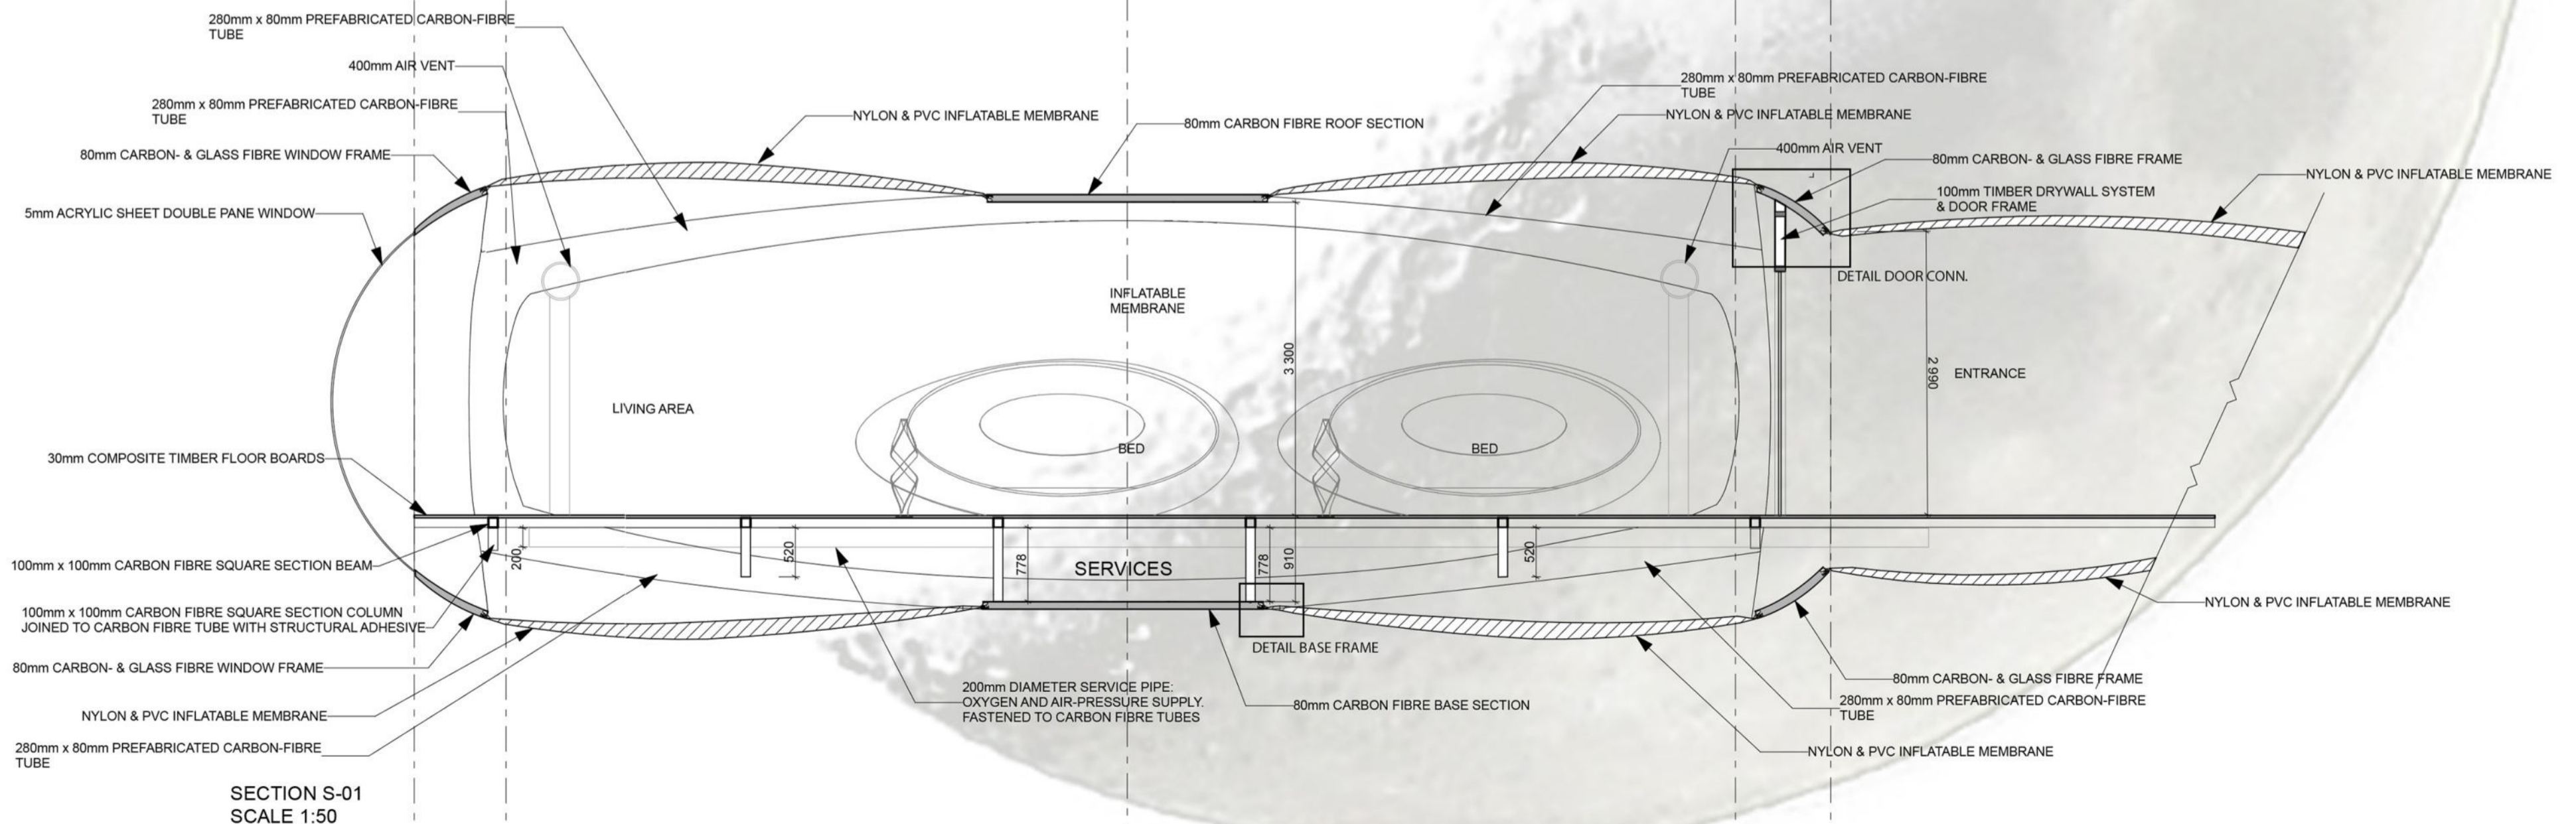 280mm x 80mm PREFABRICATED CARBON-FIBRE
TUBE
400mm AIR VENT
280mm x 80mm PREFABRICATED CARBON-FIBRE
TUBE
80mm CARBON- & GLASS FIBRE WINDOW FRAME
5mm ACRYLIC SHEET DOUBLE PANE WINDOW
NYLON & PVC INFLATABLE MEMBRANE
80mm CARBON FIBRE ROOF SECTION
280mm x 80mm PREFABRICATED CARBON-FIBRE
TUBE
NYLON & PVC INFLATABLE MEMBRANE
400mm AIR VENT
80mm CARBON- & GLASS FIBRE FRAME
100mm TIMBER DRYWALL SYSTEM
& DOOR FRAME
NYLON & PVC INFLATABLE MEMBRANE
DETAIL DOOR CONN.
INFLATABLE
MEMBRANE
3 300
2 990
ENTRANCE
LIVING AREA
BED
BED
30mm COMPOSITE TIMBER FLOOR BOARDS
100mm x 100mm CARBON FIBRE SQUARE SECTION BEAM
200
520
778
SERVICES
778
910
520
100mm x 100mm CARBON FIBRE SQUARE SECTION COLUMN
JOINED TO CARBON FIBRE TUBE WITH STRUCTURAL ADHESIVE
80mm CARBON- & GLASS FIBRE WINDOW FRAME
NYLON & PVC INFLATABLE MEMBRANE
280mm x 80mm PREFABRICATED CARBON-FIBRE
TUBE
DETAIL BASE FRAME
200mm DIAMETER SERVICE PIPE:
OXYGEN AND AIR-PRESSURE SUPPLY.
FASTENED TO CARBON FIBRE TUBES
80mm CARBON FIBRE BASE SECTION
NYLON & PVC INFLATABLE MEMBRANE
80mm CARBON- & GLASS FIBRE FRAME
280mm x 80mm PREFABRICATED CARBON-FIBRE
TUBE
NYLON & PVC INFLATABLE MEMBRANE
SECTION S-01
SCALE 1:50